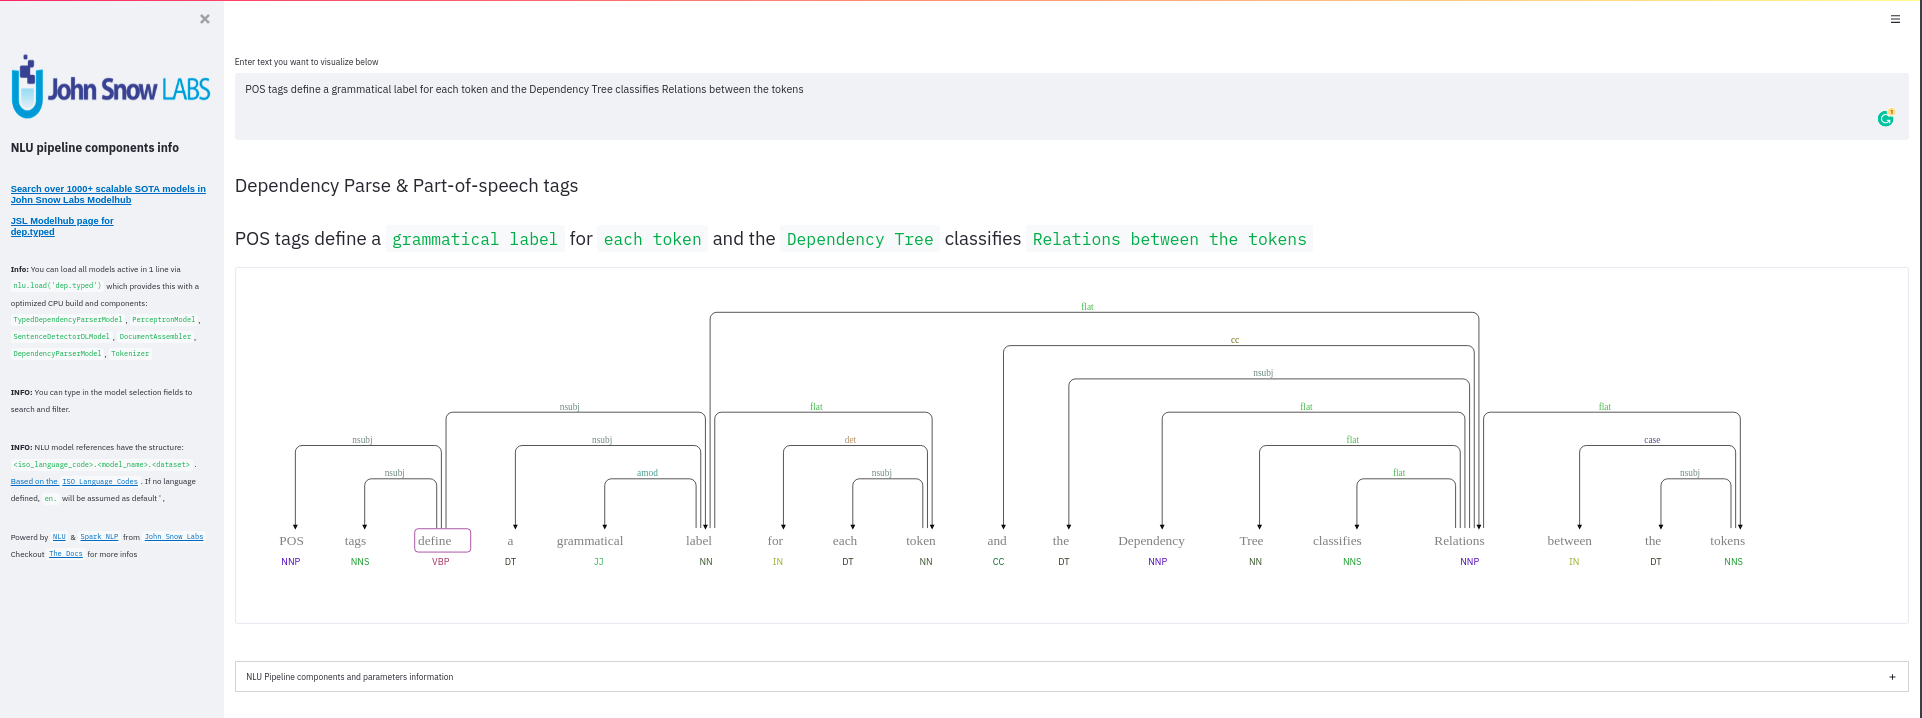 ×
≡
John Snow LABS
NLU pipeline components info
Search over 1000+ scalable SOTA models in
John Snow Labs Modelhub
JSL Modelhub page for
dep.typed
Info: You can load all models active in 1 line via
nlu.load('dep.typed') which provides this with a
optimized CPU build and components:
TypedDependencyParserModel , PerceptronModel ,
SentenceDetectorDLModel , DocumentAssembler ,
DependencyParserModel , Tokenizer
INFO: You can type in the model selection fields to
search and filter.
INFO: NLU model references have the structure:
<iso_language_code>.<model_name>.<dataset> .
Based on the ISO Language Codes . If no language
defined, en. will be assumed as default ' ,
Powered by NLU & Spark NLP from John Snow Labs
Checkout The Docs for more infos
Enter text you want to visualize below
POS tags define a grammatical label for each token and the Dependency Tree classifies Relations between the tokens
1
Dependency Parse & Part-of-speech tags
POS tags define a grammatical label for each token and the Dependency Tree classifies Relations between the tokens
flat
cc
nsubj
nsubj flat flat flat
nsubj nsubj det flat case
nsubj amod nsubj flat nsubj
POS tags define a grammatical label for each token and the Dependency Tree classifies Relations between the tokens
NNP NNS VBP DT JJ NN IN DT NN CC DT NNP NN NNS NNP IN DT NNS
NLU Pipeline components and parameters information +